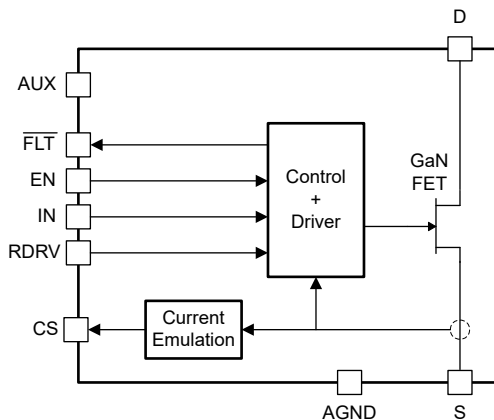 D
AUX
FLT
EN
IN
RDRV
CS
Control
+
Driver
GaN
FET
Current
Emulation
AGND
S